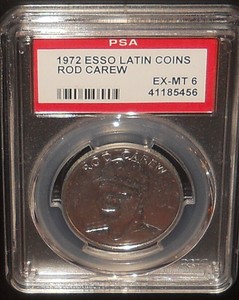 PSA
1972 ESSO LATIN COINS
ROD CAREW
EX-MT 6
41185456
ROD CAREW